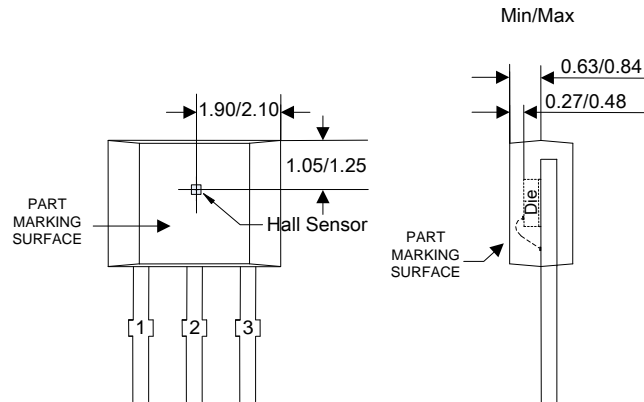 Min/Max
0.63/0.84
0.27/0.48
1.90/2.10
1.05/1.25
PART
MARKING
SURFACE
Hall Sensor
Die
PART
MARKING
SURFACE
1
2
3